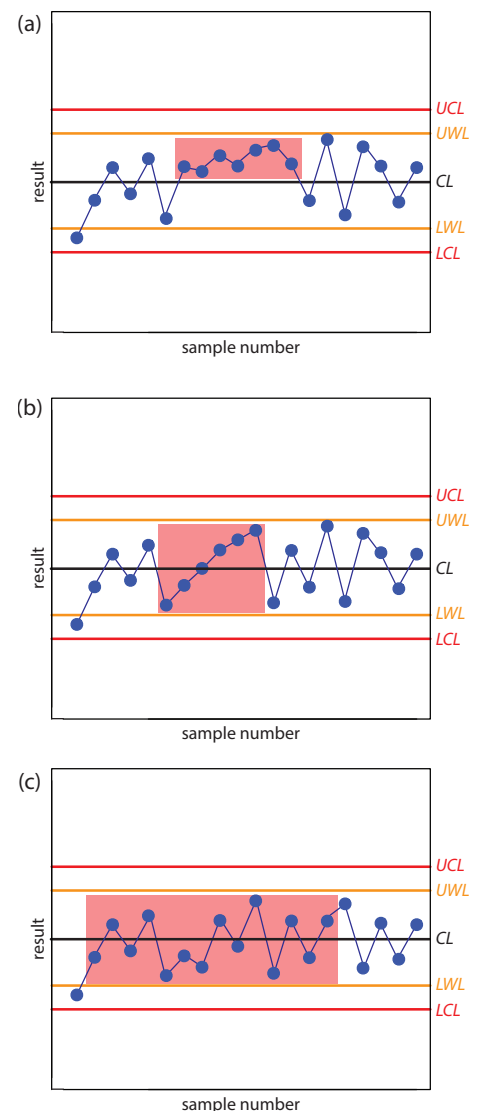 (a)
UCL
UWL
result
CL
LWL
LCL
sample number
(b)
UCL
UWL
result
CL
LWL
LCL
sample number
(c)
UCL
UWL
result
CL
LWL
LCL
sample number